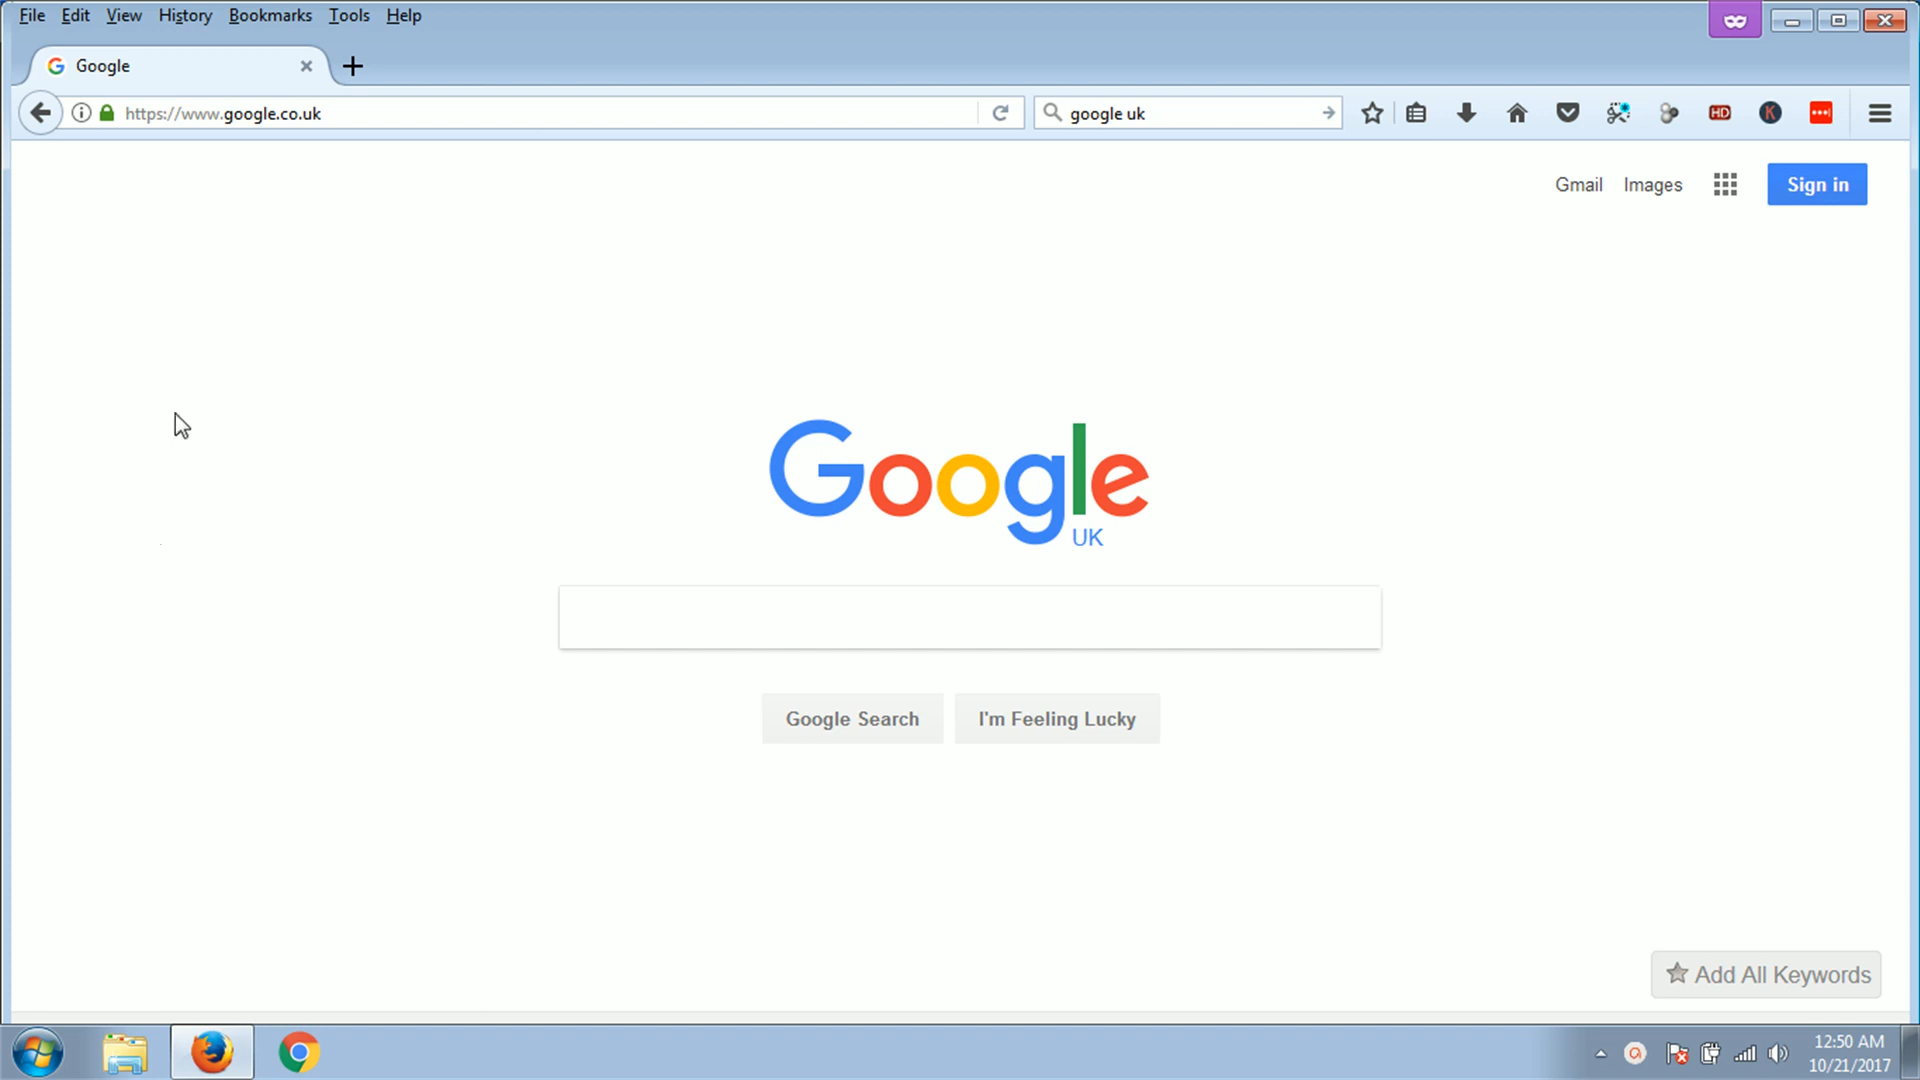 File Edit View History Bookmarks Tools Help
Google
https://www.google.co.uk
google uk
HD
K
Gmail Images Sign in
Google
UK
Google Search I'm Feeling Lucky
Add All Keywords
12:50 AM
10/21/2017